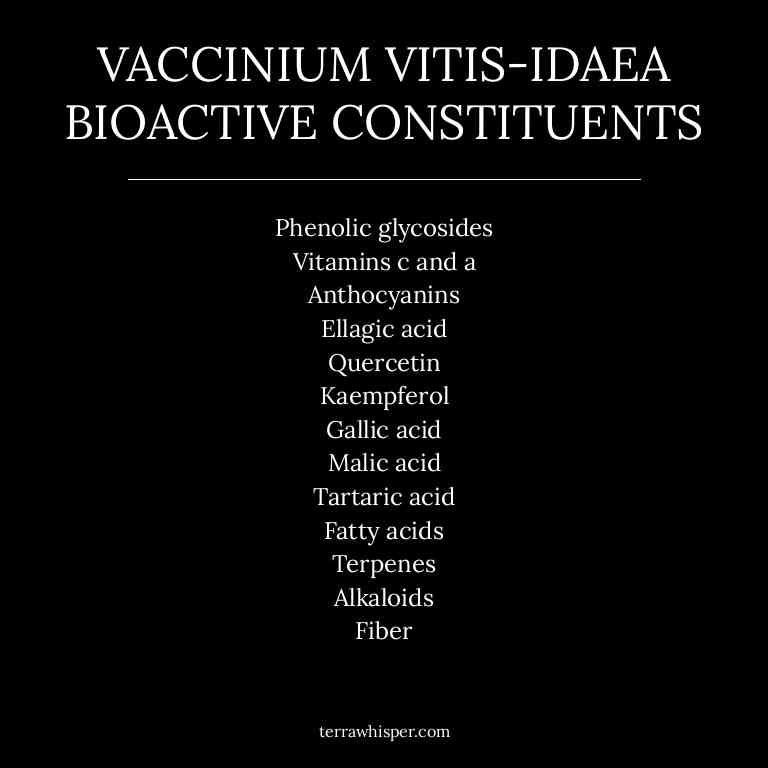 VACCINIUM VITIS-IDAEA
BIOACTIVE CONSTITUENTS
Phenolic glycosides
Vitamins c and a
Anthocyanins
Ellagic acid
Quercetin
Kaempferol
Gallic acid
Malic acid
Tartaric acid
Fatty acids
Terpenes
Alkaloids
Fiber
terrawhisper.com